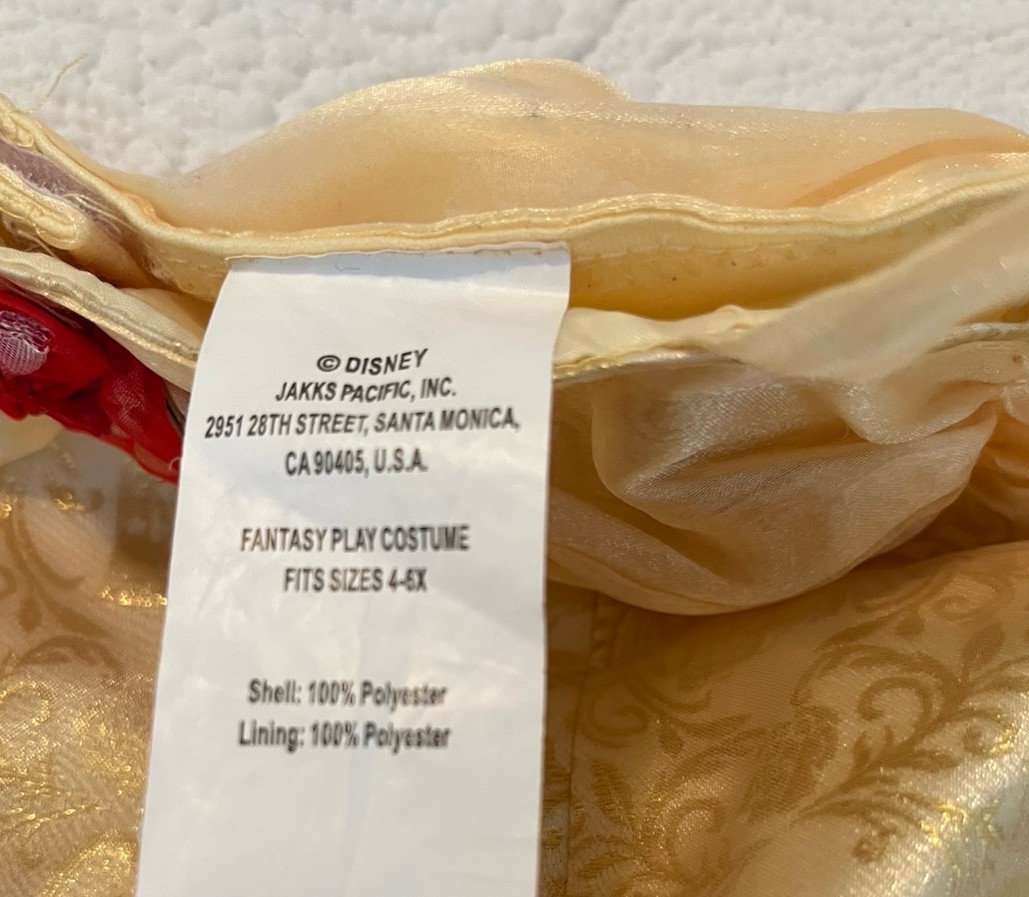 © DISNEY
JAKKS PACIFIC, INC.
2951 28TH STREET, SANTA MONICA,
CA 90405, U.S.A.
FANTASY PLAY COSTUME
FITS SIZES 4-6X
Shell: 100% Polyester
Lining: 100% Polyester